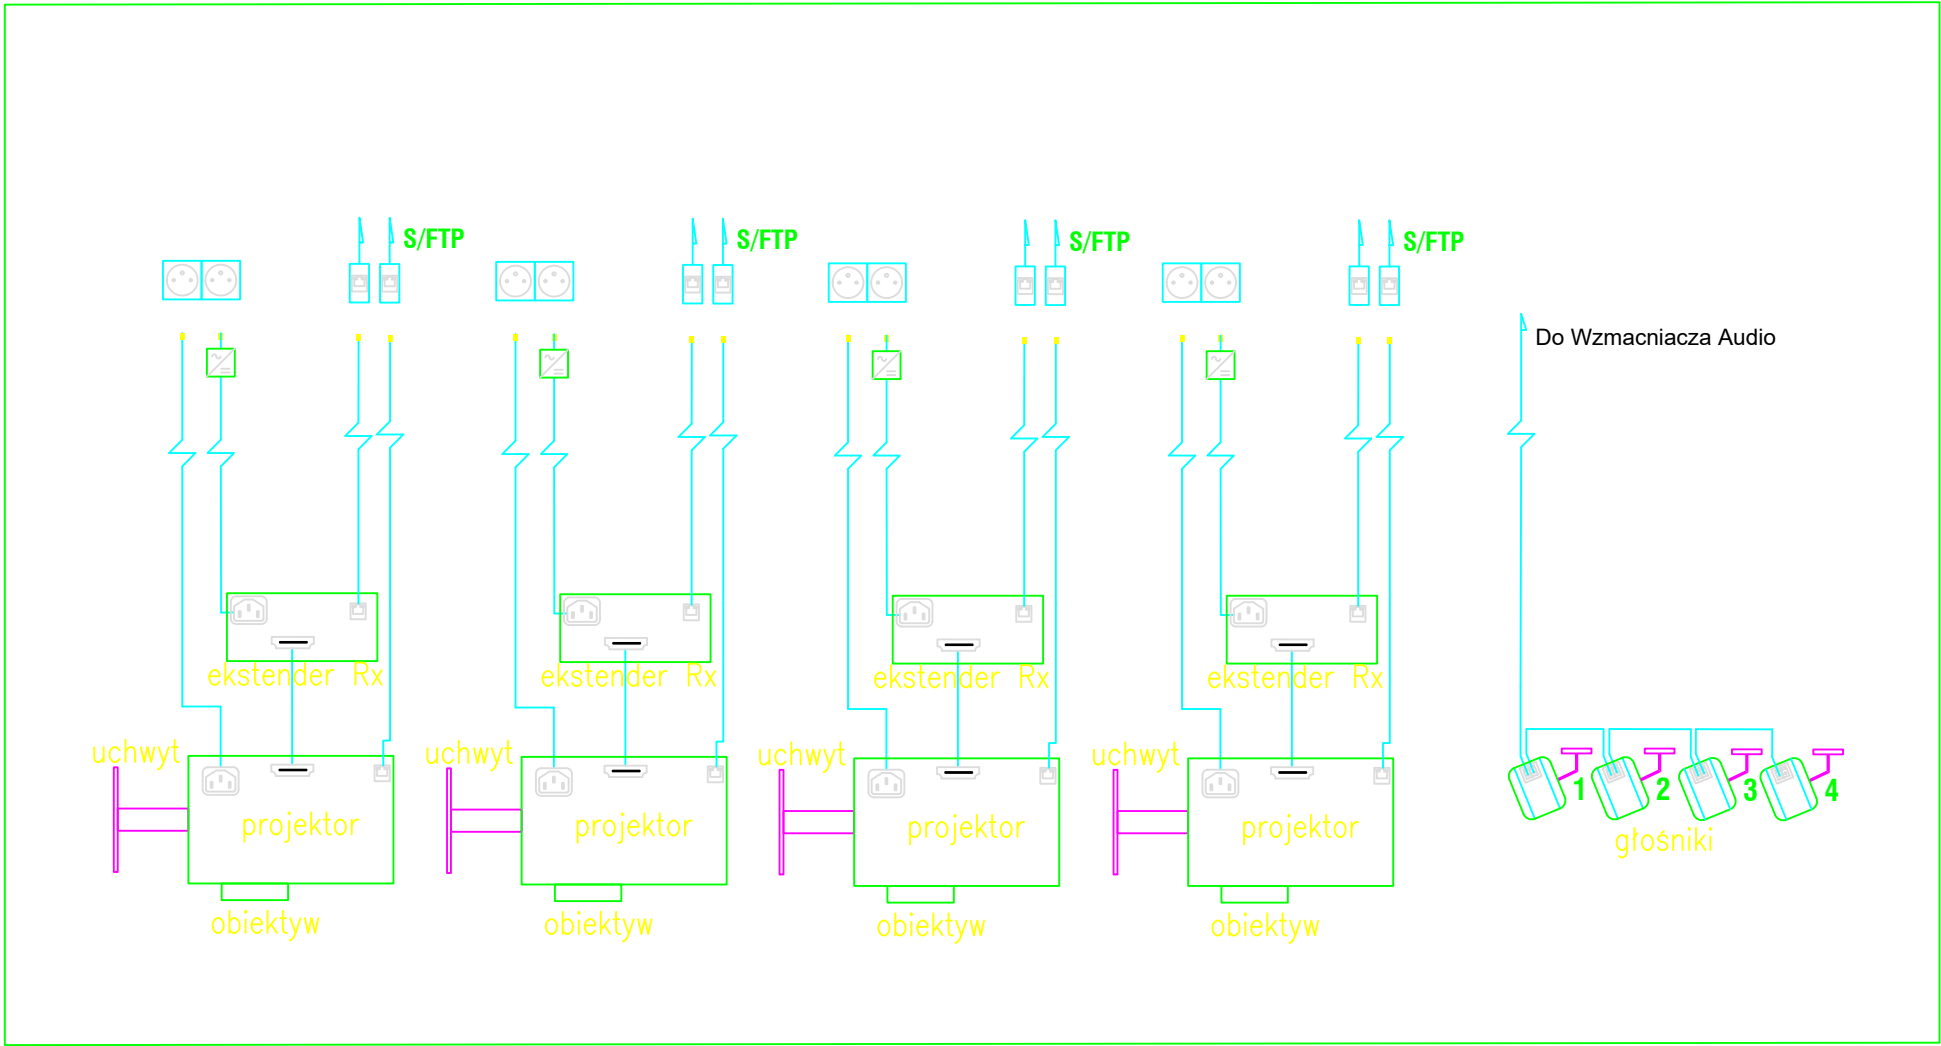 S/FTP
S/FTP
S/FTP
S/FTP
Do Wzmacniacza Audio
ekstender Rx
ekstender Rx
ekstender Rx
ekstender Rx
uchwyt
uchwyt
uchwyt
uchwyt
1
2
3
4
projektor
projektor
projektor
projektor
głośniki
obiektyw
obiektyw
obiektyw
obiektyw